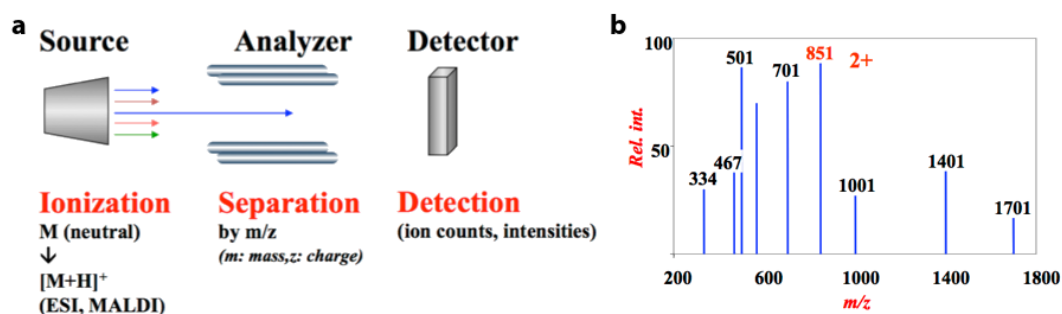 a
Source Analyzer Detector
Ionization Separation Detection
M (neutral) by m/z (ion counts, intensities)
↓ (m: mass,z: charge)
[M+H]+
(ESI, MALDI)
b
100
50
Rel. int.
334
467
501
701
851 2+
1001
1401
1701
200 600 1000 1400 1800
m/z